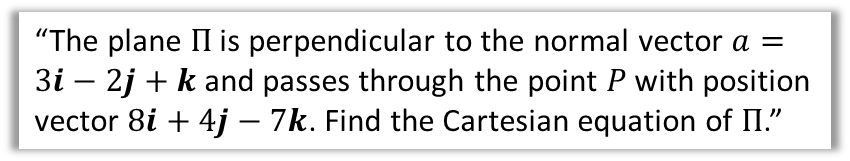 “The plane Π is perpendicular to the normal vector 𝑎 =
3𝒊 − 2𝒋 + 𝒌 and passes through the point 𝑃 with position
vector 8𝒊 + 4𝒋 − 7𝒌. Find the Cartesian equation of Π.”